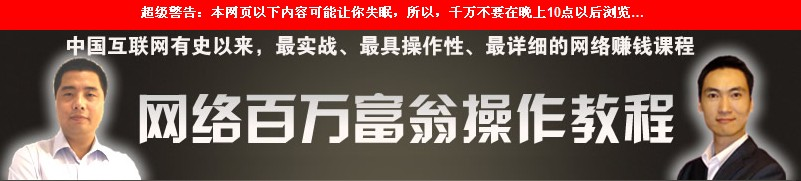 超级警告：本网页以下内容可能让你失眠，所以，千万不要在晚上10点以后浏览...
中国互联网有史以来，最实战、最具操作性、最详细的网络赚钱课程
网络百万富翁操作教程